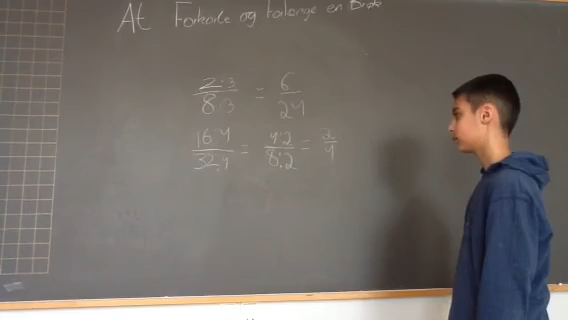 At Forkorte og forlænge en Brøk
2·3/8·3 = 6/24
16:4/32:4 = 4:2/8:2 = 2/4